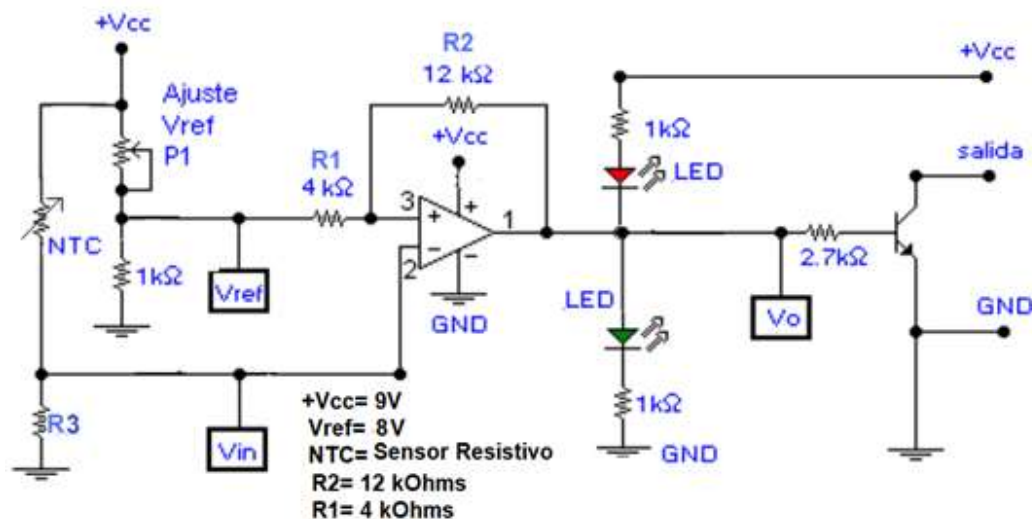 +Vcc
Ajuste
Vref
P1
NTC
1kΩ
Vref
R3
Vin
R1
4 kΩ
R2
12 kΩ
+Vcc
3
+
+
2
−
−
1
GND
+Vcc
1kΩ
LED
LED
1kΩ
GND
Vo
2.7kΩ
salida
GND
+Vcc= 9V
Vref= 8V
NTC= Sensor Resistivo
R2= 12 kOhms
R1= 4 kOhms